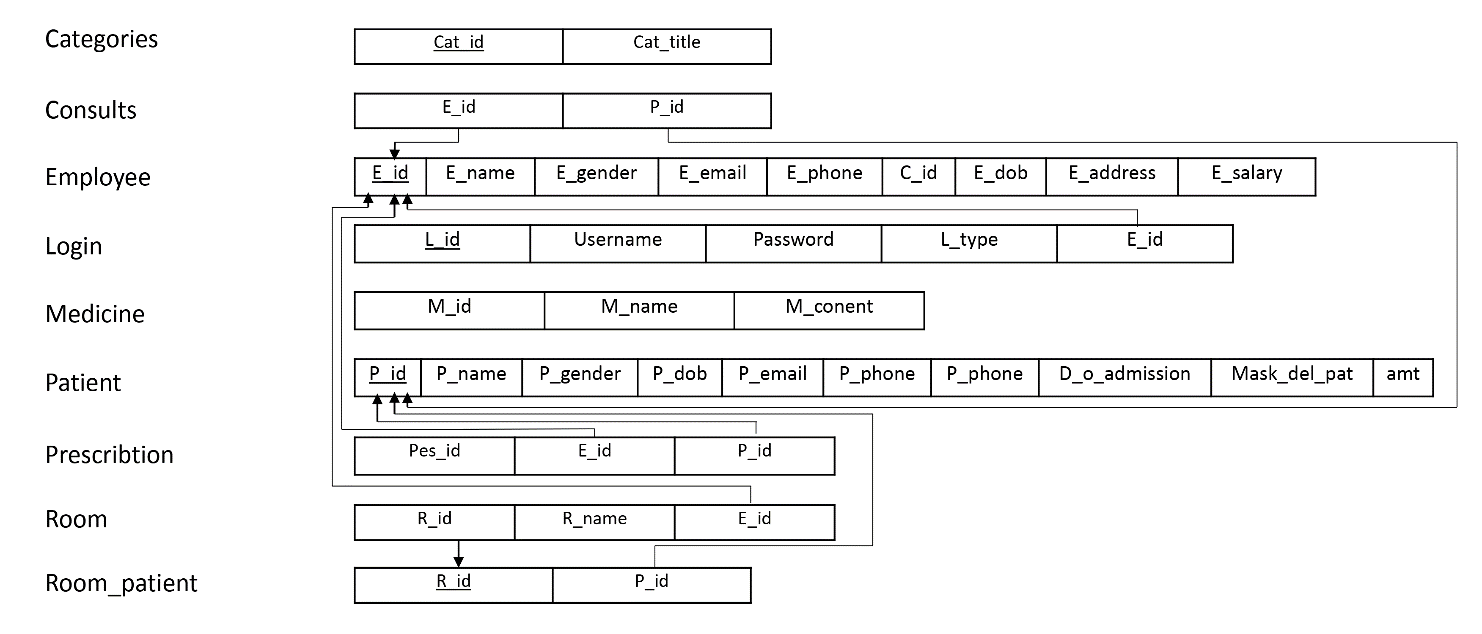 Categories Cat_id Cat_title
Consults E_id P_id
Employee E_id E_name E_gender E_email E_phone C_id E_dob E_address E_salary
Login L_id Username Password L_type E_id
Medicine M_id M_name M_conent
Patient P_id P_name P_gender P_dob P_email P_phone P_phone D_o_admission Mask_del_pat amt
Prescribtion Pes_id E_id P_id
Room R_id R_name E_id
Room_patient R_id P_id